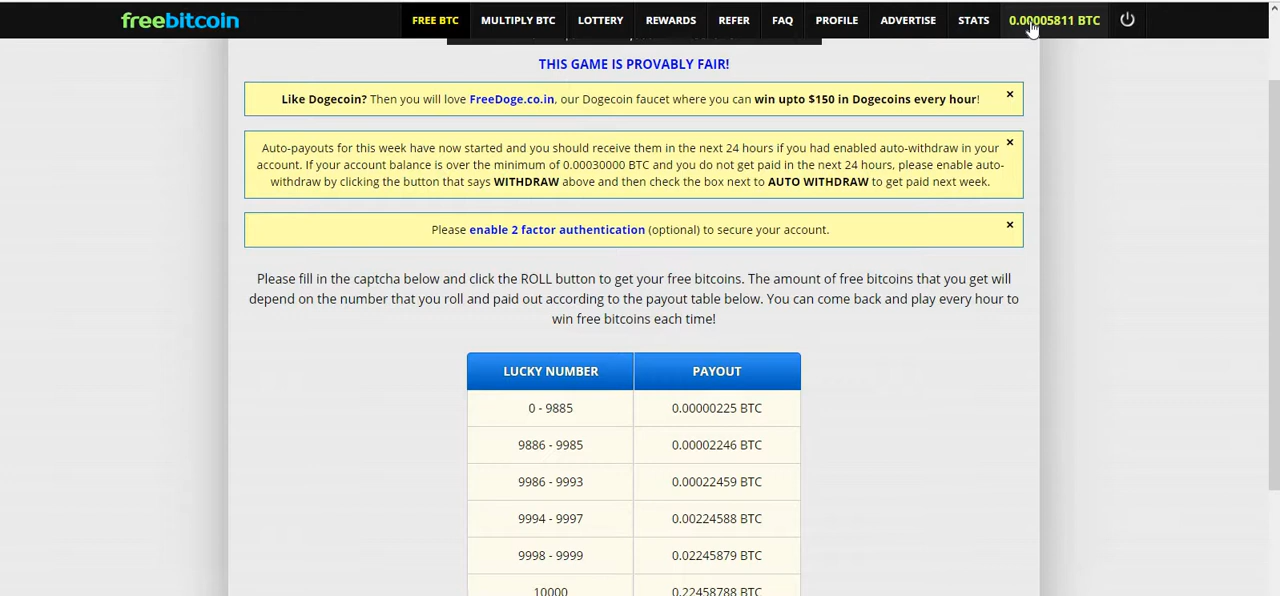 freebitcoin FREE BTC MULTIPLY BTC LOTTERY REWARDS REFER FAQ PROFILE ADVERTISE STATS 0.00005811 BTC
THIS GAME IS PROVABLY FAIR!
Like Dogecoin? Then you will love FreeDoge.co.in, our Dogecoin faucet where you can win upto $150 in Dogecoins every hour!
Auto-payouts for this week have now started and you should receive them in the next 24 hours if you had enabled auto-withdraw in your
account. If your account balance is over the minimum of 0.00030000 BTC and you do not get paid in the next 24 hours, please enable auto-
withdraw by clicking the button that says WITHDRAW above and then check the box next to AUTO WITHDRAW to get paid next week.
Please enable 2 factor authentication (optional) to secure your account.
Please fill in the captcha below and click the ROLL button to get your free bitcoins. The amount of free bitcoins that you get will
depend on the number that you roll and paid out according to the payout table below. You can come back and play every hour to
win free bitcoins each time!
LUCKY NUMBER PAYOUT
0 - 9885 0.00000225 BTC
9886 - 9985 0.00002246 BTC
9986 - 9993 0.00022459 BTC
9994 - 9997 0.00224588 BTC
9998 - 9999 0.02245879 BTC
10000 0.22458788 BTC